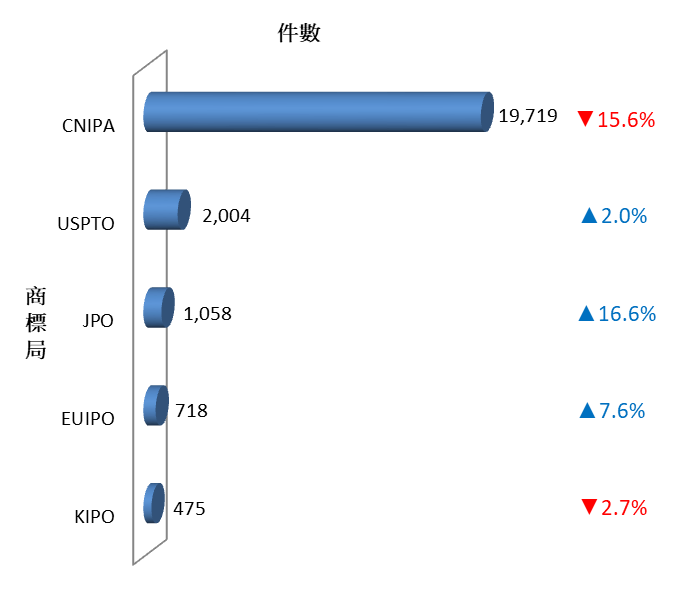 件數
CNIPA 19,719 ▼15.6%
USPTO 2,004 ▲2.0%
商標局
JPO 1,058 ▲16.6%
EUIPO 718 ▲7.6%
KIPO 475 ▼2.7%